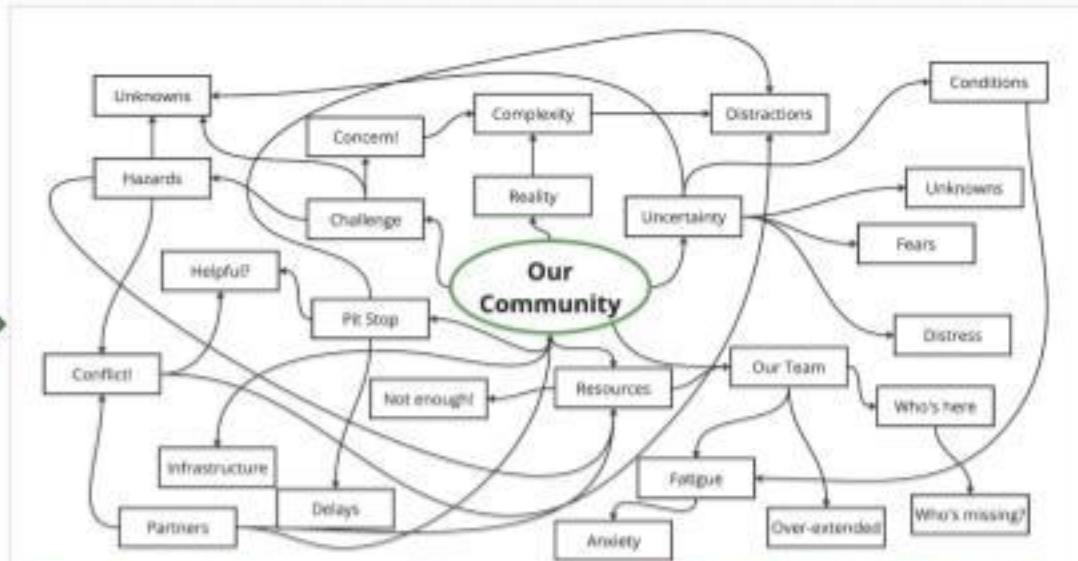 Unknowns
Conditions
Complexity
Distractions
Concern!
Hazards
Unknowns
Reality
Challenge
Uncertainty
Fears
Helpful?
Our
Community
Pit Stop
Distress
Conflict!
Our Team
Not enough!
Resources
Who's here
Infrastructure
Fatigue
Delays
Who's missing?
Partners
Over-extended
Anxiety